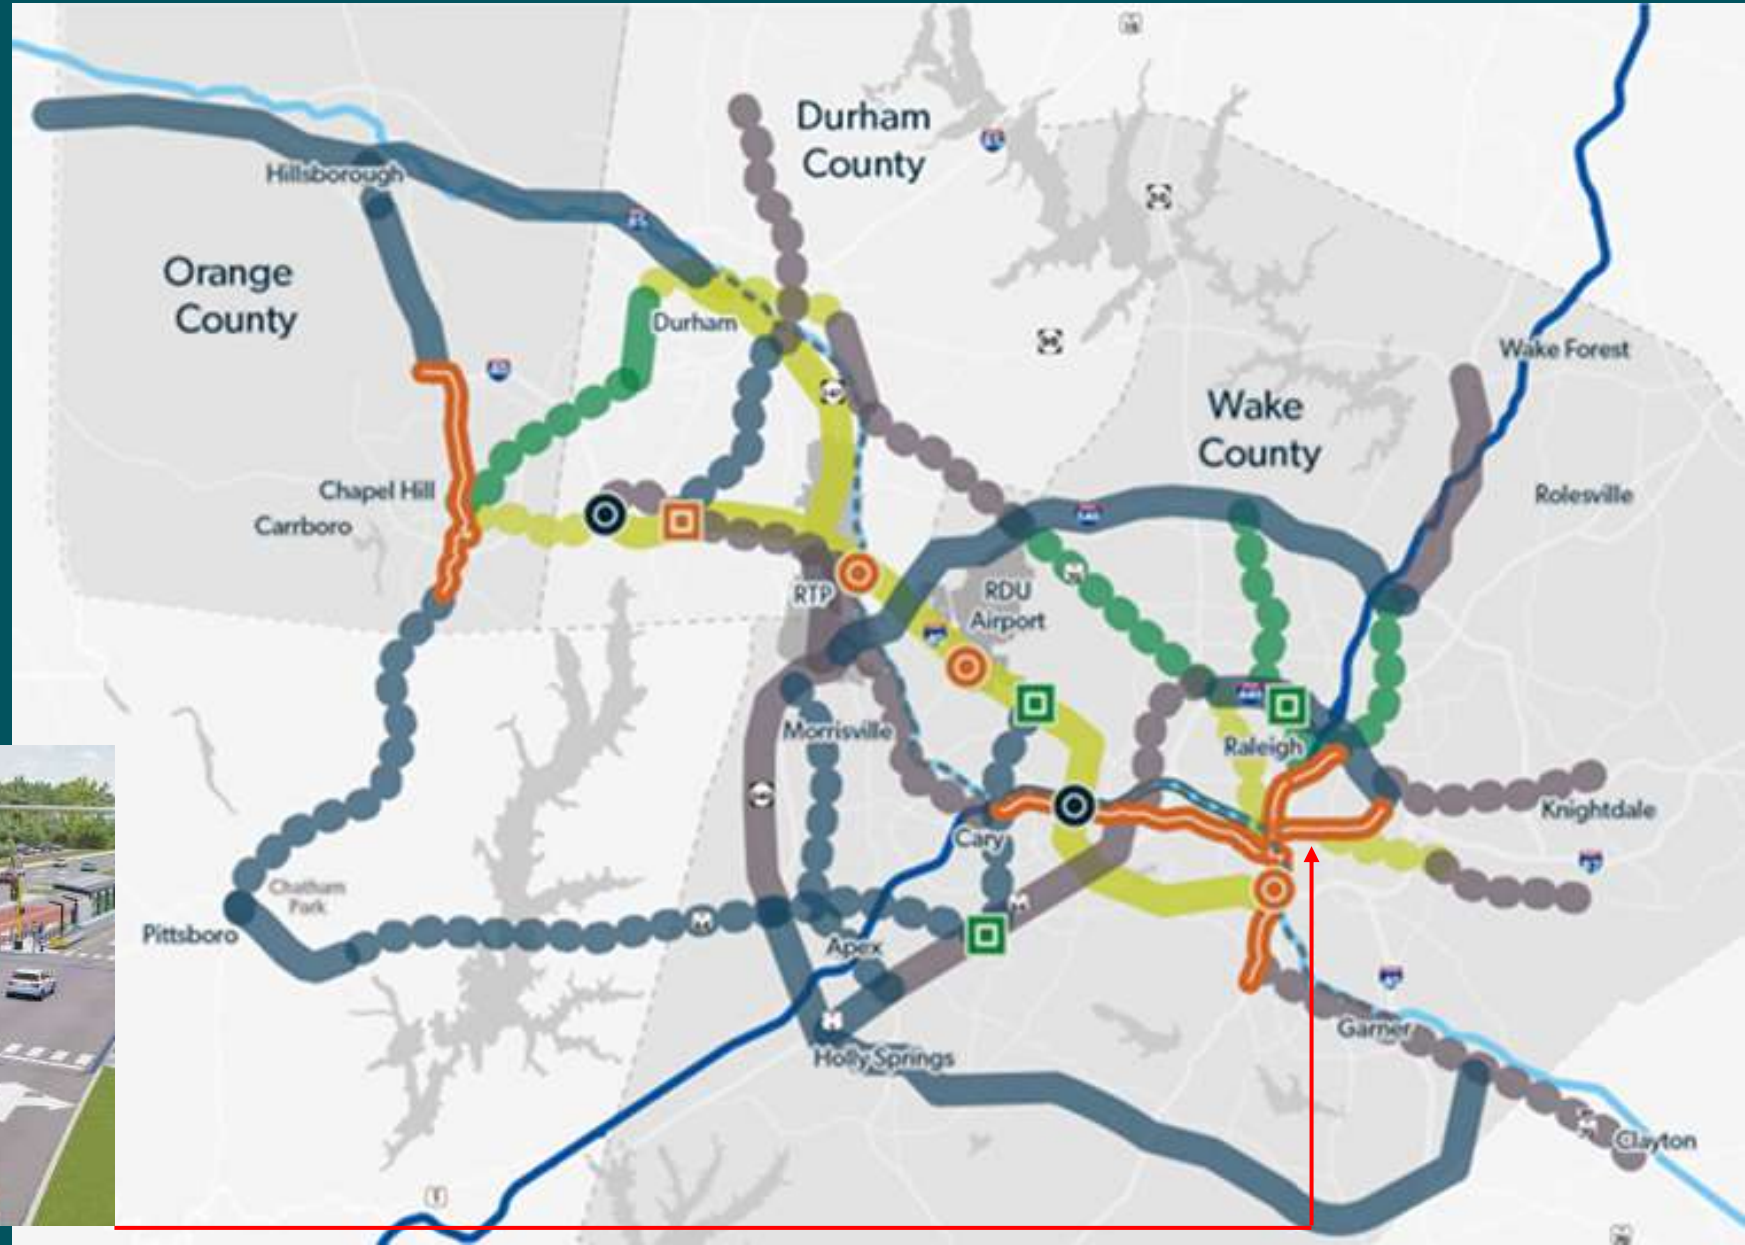 Durham
County
Hillsborough
Orange
County
Durham
Wake Forest
Wake
County
Chapel Hill
Carrboro
Rolesville
RTP
RDU
Airport
Morrisville
Raleigh
Knightdale
Cary
Chatham
Park
Pittsboro
Apex
Garner
Holly Springs
Clayton
1